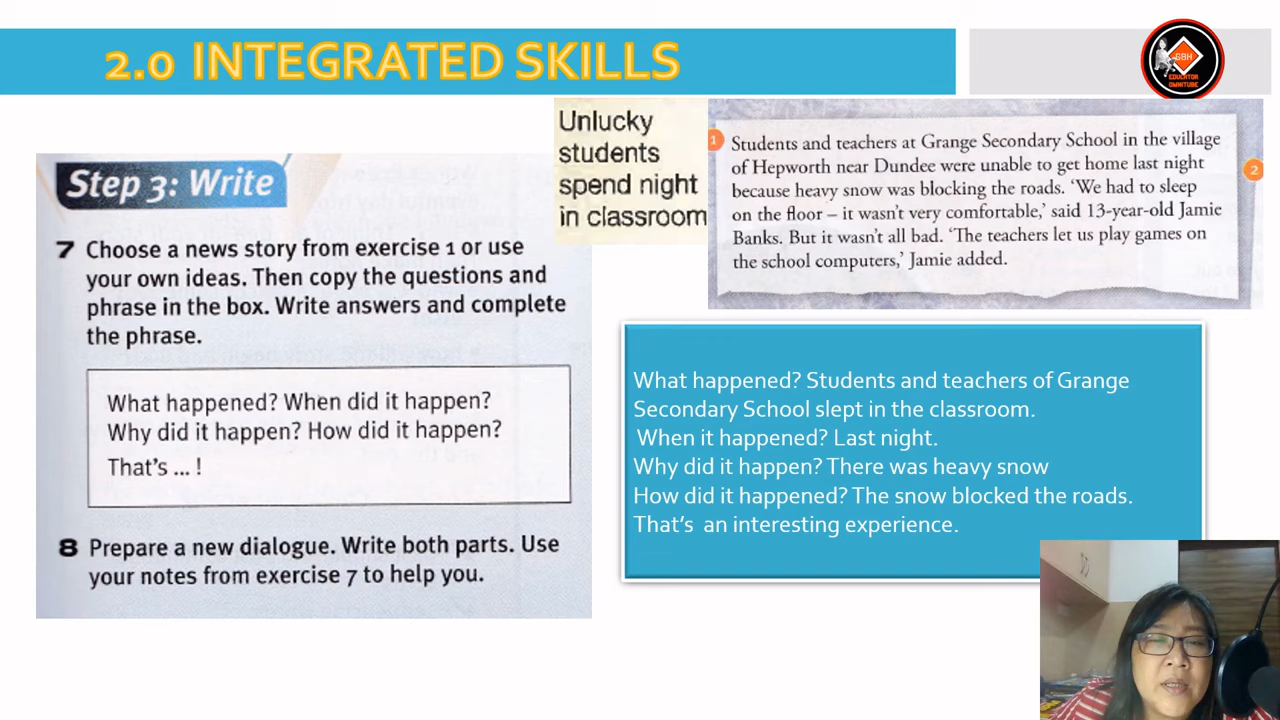 2.0 INTEGRATED SKILLS
GBH
EDUCATOR
OMNITUBE
Step 3: Write
7 Choose a news story from exercise 1 or use
your own ideas. Then copy the questions and
phrase in the box. Write answers and complete
the phrase.
What happened? When did it happen?
Why did it happen? How did it happen?
That's ... !
8 Prepare a new dialogue. Write both parts. Use
your notes from exercise 7 to help you.
Unlucky
students
spend night
in classroom
1
Students and teachers at Grange Secondary School in the village
of Hepworth near Dundee were unable to get home last night
because heavy snow was blocking the roads. ‘We had to sleep
on the floor – it wasn't very comfortable,’ said 13-year-old Jamie
Banks. But it wasn't all bad. ‘The teachers let us play games on
the school computers,’ Jamie added.
2
What happened? Students and teachers of Grange
Secondary School slept in the classroom.
When it happened? Last night.
Why did it happen? There was heavy snow
How did it happened? The snow blocked the roads.
That’s an interesting experience.